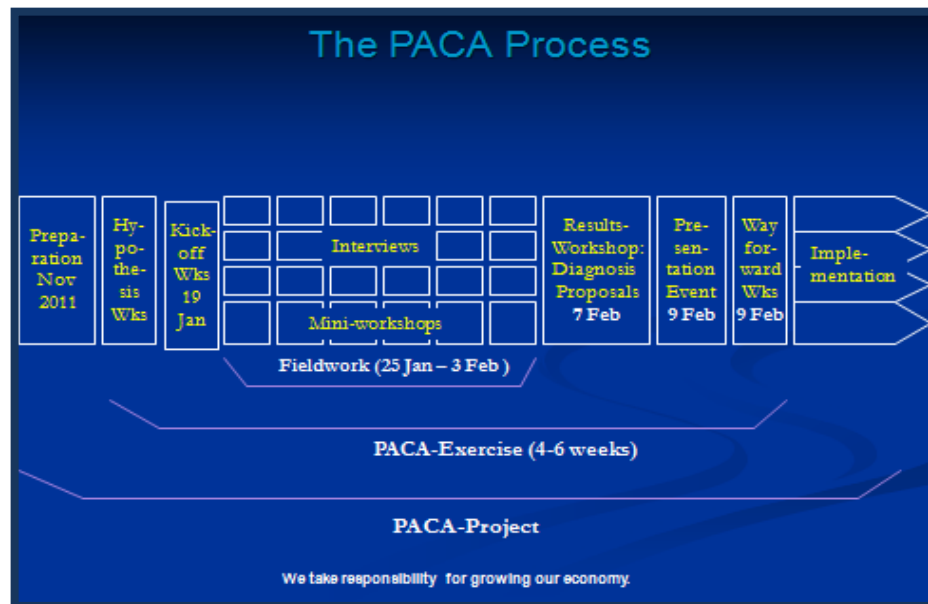 The PACA Process
Prepa-
ration
Nov
2011
Hy-
po-
the-
sis
Wks
Kick-
off
Wks
19
Jan
Interviews
Mini-workshops
Results-
Workshop:
Diagnosis
Proposals
7 Feb
Pre-
sen-
tation
Event
9 Feb
Way
for-
ward
Wks
9 Feb
Imple-
mentation
Fieldwork (25 Jan – 3 Feb )
PACA-Exercise (4-6 weeks)
PACA-Project
We take responsibility for growing our economy.